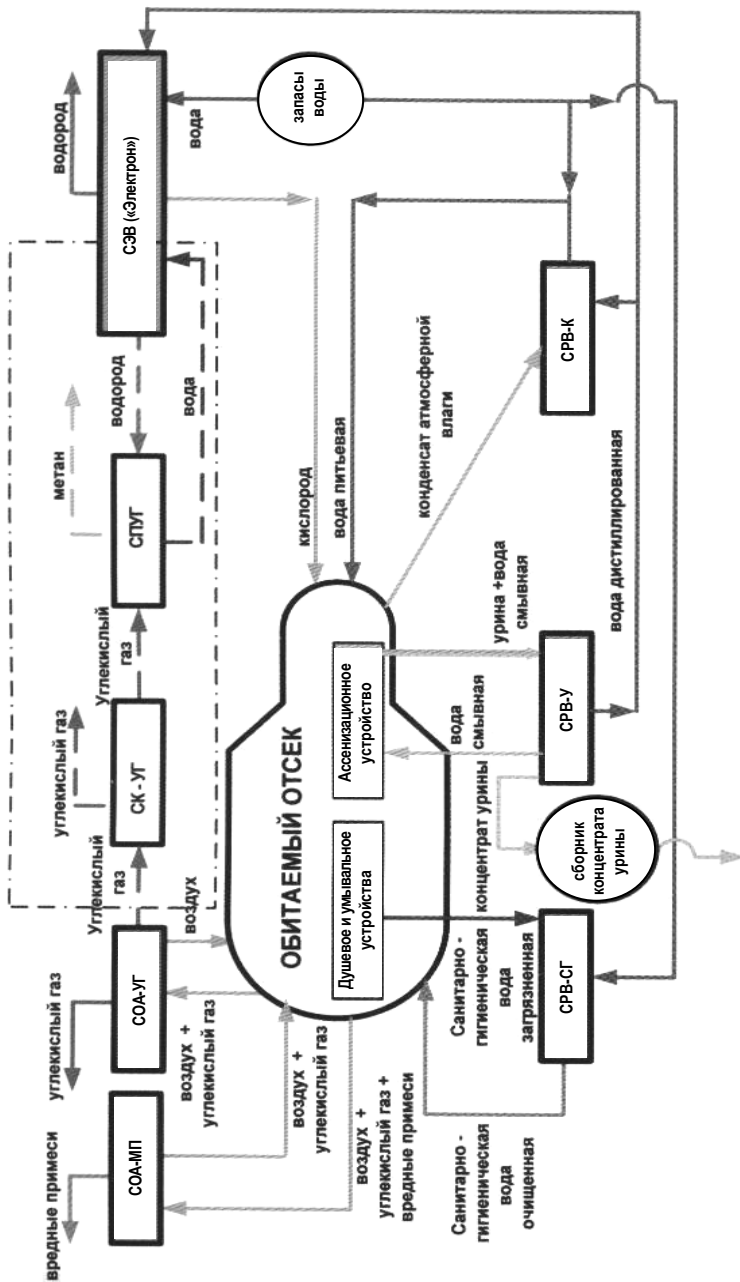 вредные примеси
СОА-МП
углекислый газ
СОА-УГ
воздух +
углекислый газ
воздух
воздух +
углекислый газ
воздух +
углекислый газ +
вредные примеси
Углекислый
газ
углекислый газ
СК - УГ
Углекислый
газ
метан
СПУГ
водород
вода
водород
СЭВ («Электрон»)
вода
запасы
воды
кислород
вода питьевая
ОБИТАЕМЫЙ ОТСЕК
Душевое и умывальное
устройства
Ассенизационное
устройство
конденсат атмосферной
влаги
Санитарно -
гигиеническая
вода
очищенная
Санитарно -
гигиеническая
вода
загрязненная
концентрат урины
вода
смывная
урина +вода
смывная
СРВ-СГ
сборник
концентрата
урины
СРВ-У
вода дистиллированная
СРВ-К